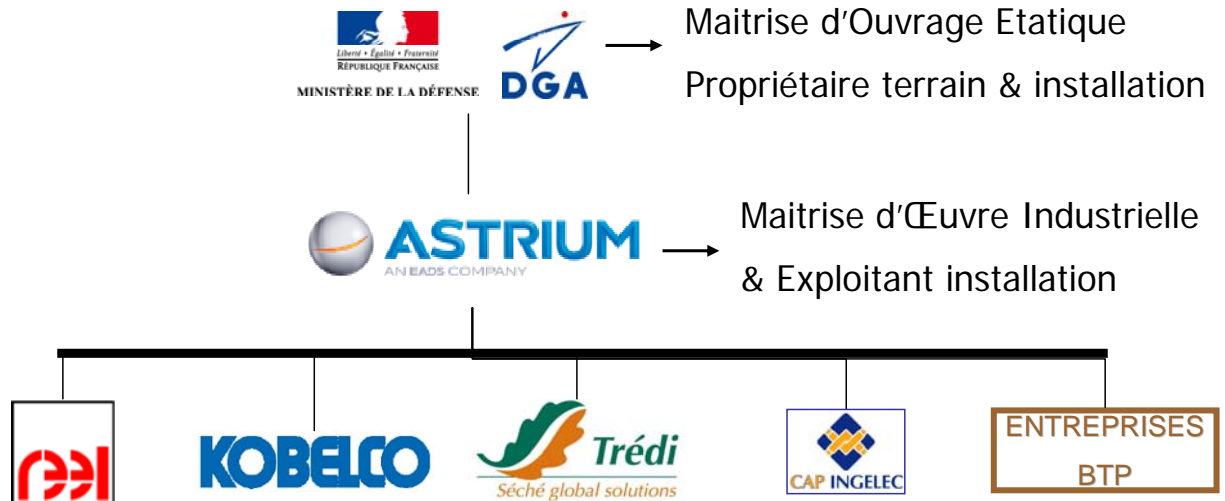 Liberté • Égalité • Fraternité
RÉPUBLIQUE FRANÇAISE
MINISTÈRE DE LA DÉFENSE
DGA
Maitrise d'Ouvrage Etatique
Propriétaire terrain & installation
ASTRIUM
AN EADS COMPANY
Maitrise d'Œuvre Industrielle
& Exploitant installation
reel
KOBELCO
Trédi
Séché global solutions
CAP INGELEC
ENTREPRISES
BTP